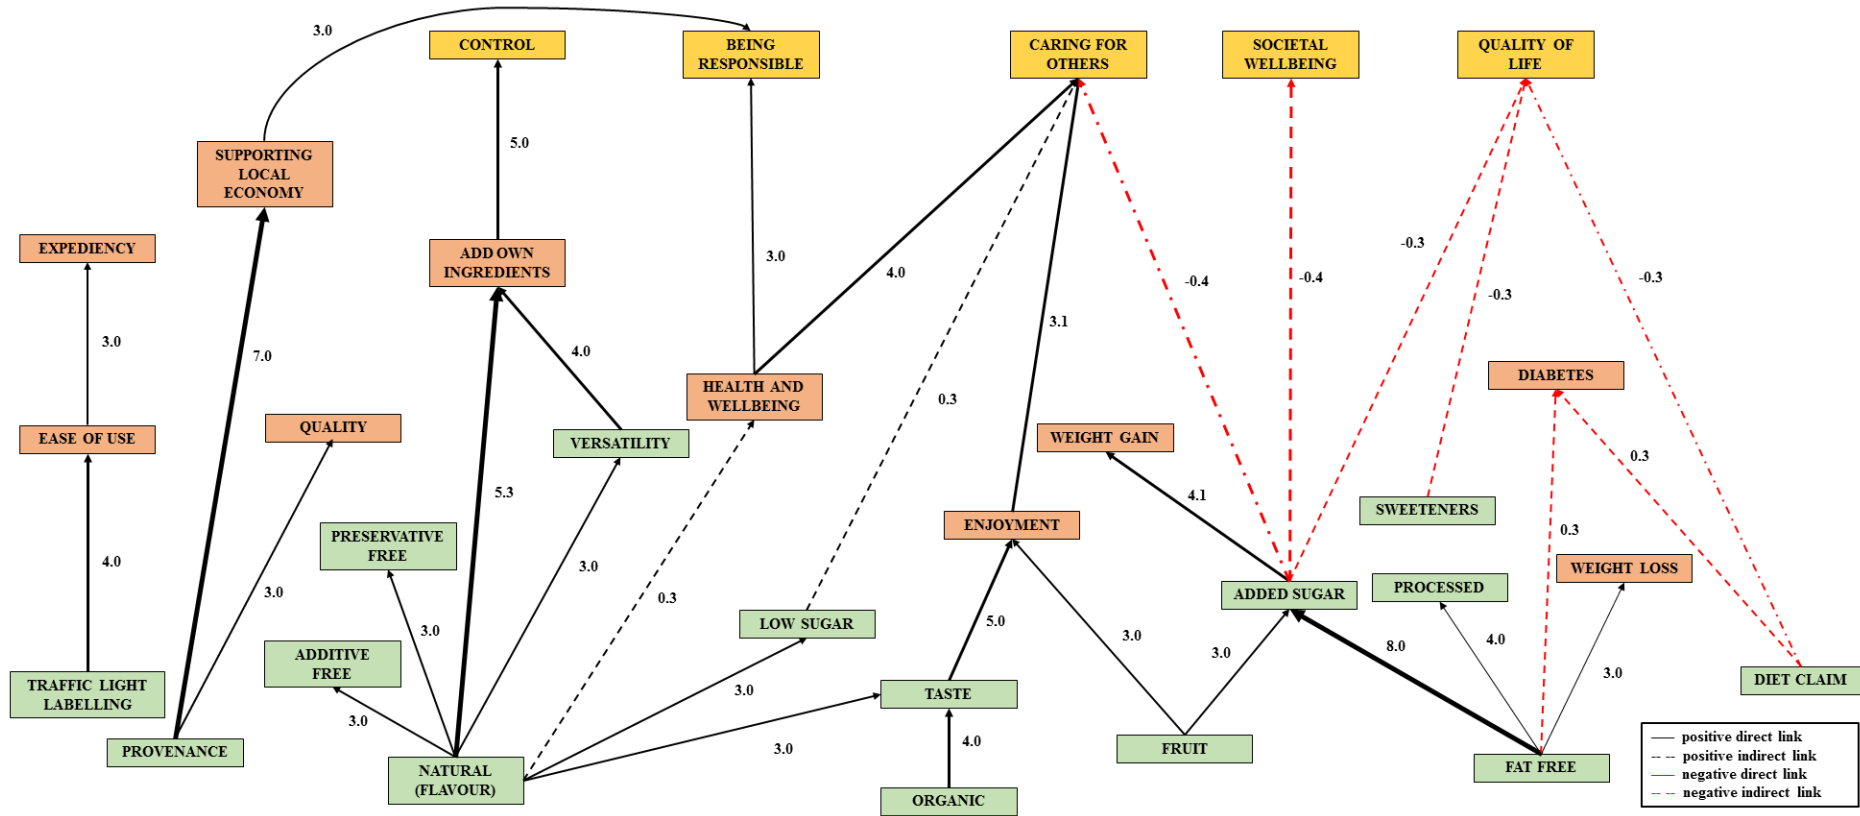 3.0
CONTROL
BEING
RESPONSIBLE
CARING FOR
OTHERS
SOCIETAL
WELLBEING
QUALITY OF
LIFE
5.0
SUPPORTING
LOCAL
ECONOMY
EXPEDIENCY
ADD OWN
INGREDIENTS
3.0
4.0
-0.4
-0.4
-0.3
-0.3
-0.3
3.0
7.0
4.0
3.1
HEALTH AND
WELLBEING
0.3
DIABETES
EASE OF USE
QUALITY
VERSATILITY
WEIGHT GAIN
0.3
5.3
4.1
SWEETENERS
PRESERVATIVE
FREE
ENJOYMENT
0.3
4.0
3.0
3.0
0.3
WEIGHT LOSS
PROCESSED
ADDED SUGAR
LOW SUGAR
3.0
5.0
3.0
3.0
8.0
4.0
3.0
ADDITIVE
FREE
TRAFFIC LIGHT
LABELLING
3.0
3.0
TASTE
DIET CLAIM
PROVENANCE
3.0
4.0
FRUIT
NATURAL
(FLAVOUR)
ORGANIC
FAT FREE
positive direct link
positive indirect link
negative direct link
negative indirect link